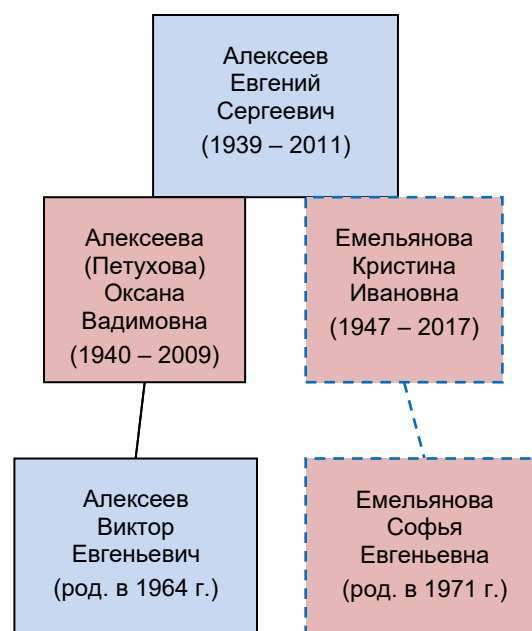 Алексеев
Евгений
Сергеевич
(1939 – 2011)
Алексеева
(Петухова)
Оксана
Вадимовна
(1940 – 2009)
Емельянова
Кристина
Ивановна
(1947 – 2017)
Алексеев
Виктор
Евгеньевич
(род. в 1964 г.)
Емельянова
Софья
Евгеньевна
(род. в 1971 г.)